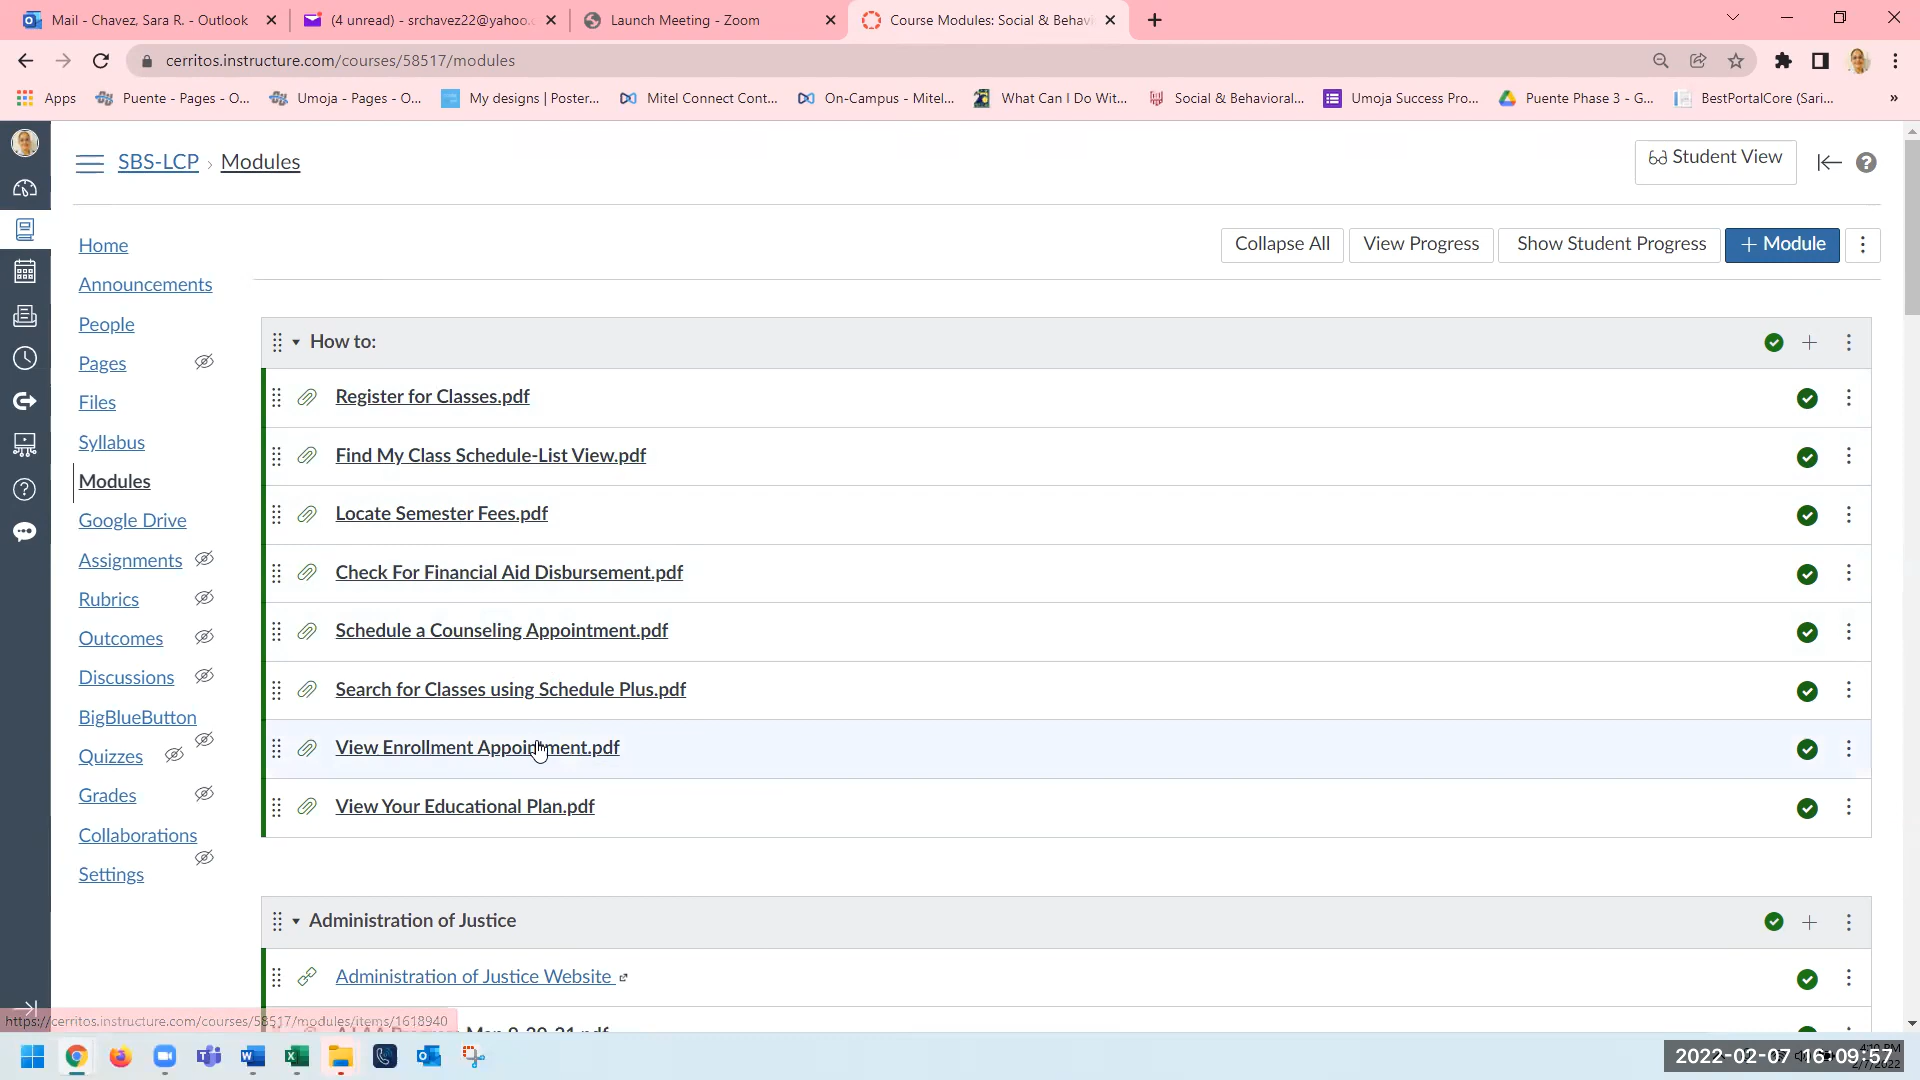 Mail - Chavez, Sara R. - Outlook
(4 unread) - srchavez22@yahoo.c
Launch Meeting - Zoom
Course Modules: Social & Behavi
cerritos.instructure.com/courses/58517/modules
Apps
Puente - Pages - O...
Umoja - Pages - O...
My designs | Poster...
Mitel Connect Cont...
On-Campus - Mitel...
What Can I Do Wit...
Social & Behavioral...
Umoja Success Pro...
Puente Phase 3 - G...
BestPortalCore (Sari...
»
SBS-LCP › Modules
Student View
Home
Announcements
People
Pages
Files
Syllabus
Modules
Google Drive
Assignments
Rubrics
Outcomes
Discussions
BigBlueButton
Quizzes
Grades
Collaborations
Settings
Collapse All
View Progress
Show Student Progress
+ Module
How to:
Register for Classes.pdf
Find My Class Schedule-List View.pdf
Locate Semester Fees.pdf
Check For Financial Aid Disbursement.pdf
Schedule a Counseling Appointment.pdf
Search for Classes using Schedule Plus.pdf
View Enrollment Appointment.pdf
View Your Educational Plan.pdf
Administration of Justice
Administration of Justice Website
https://cerritos.instructure.com/courses/58517/modules/items/1618940
Map 9-20-21.pdf
2022-02-07 16:09:57